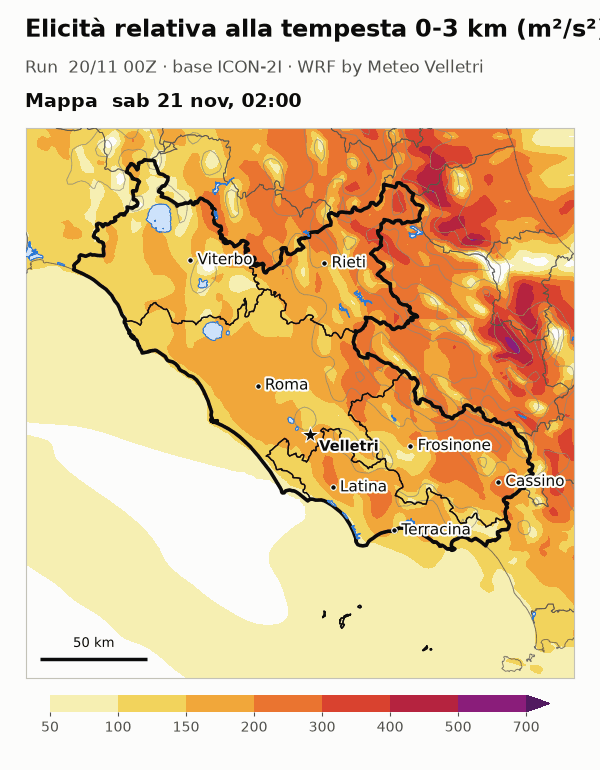 Elicità relativa alla tempesta 0-3 km (m²/s²)
Run 20/11 00Z · base ICON-2I · WRF by Meteo Velletri
Mappa sab 21 nov, 02:00
Viterbo
Rieti
Roma
Velletri
Frosinone
Cassino
Latina
Terracina
50 km
50 100 150 200 300 400 500 700